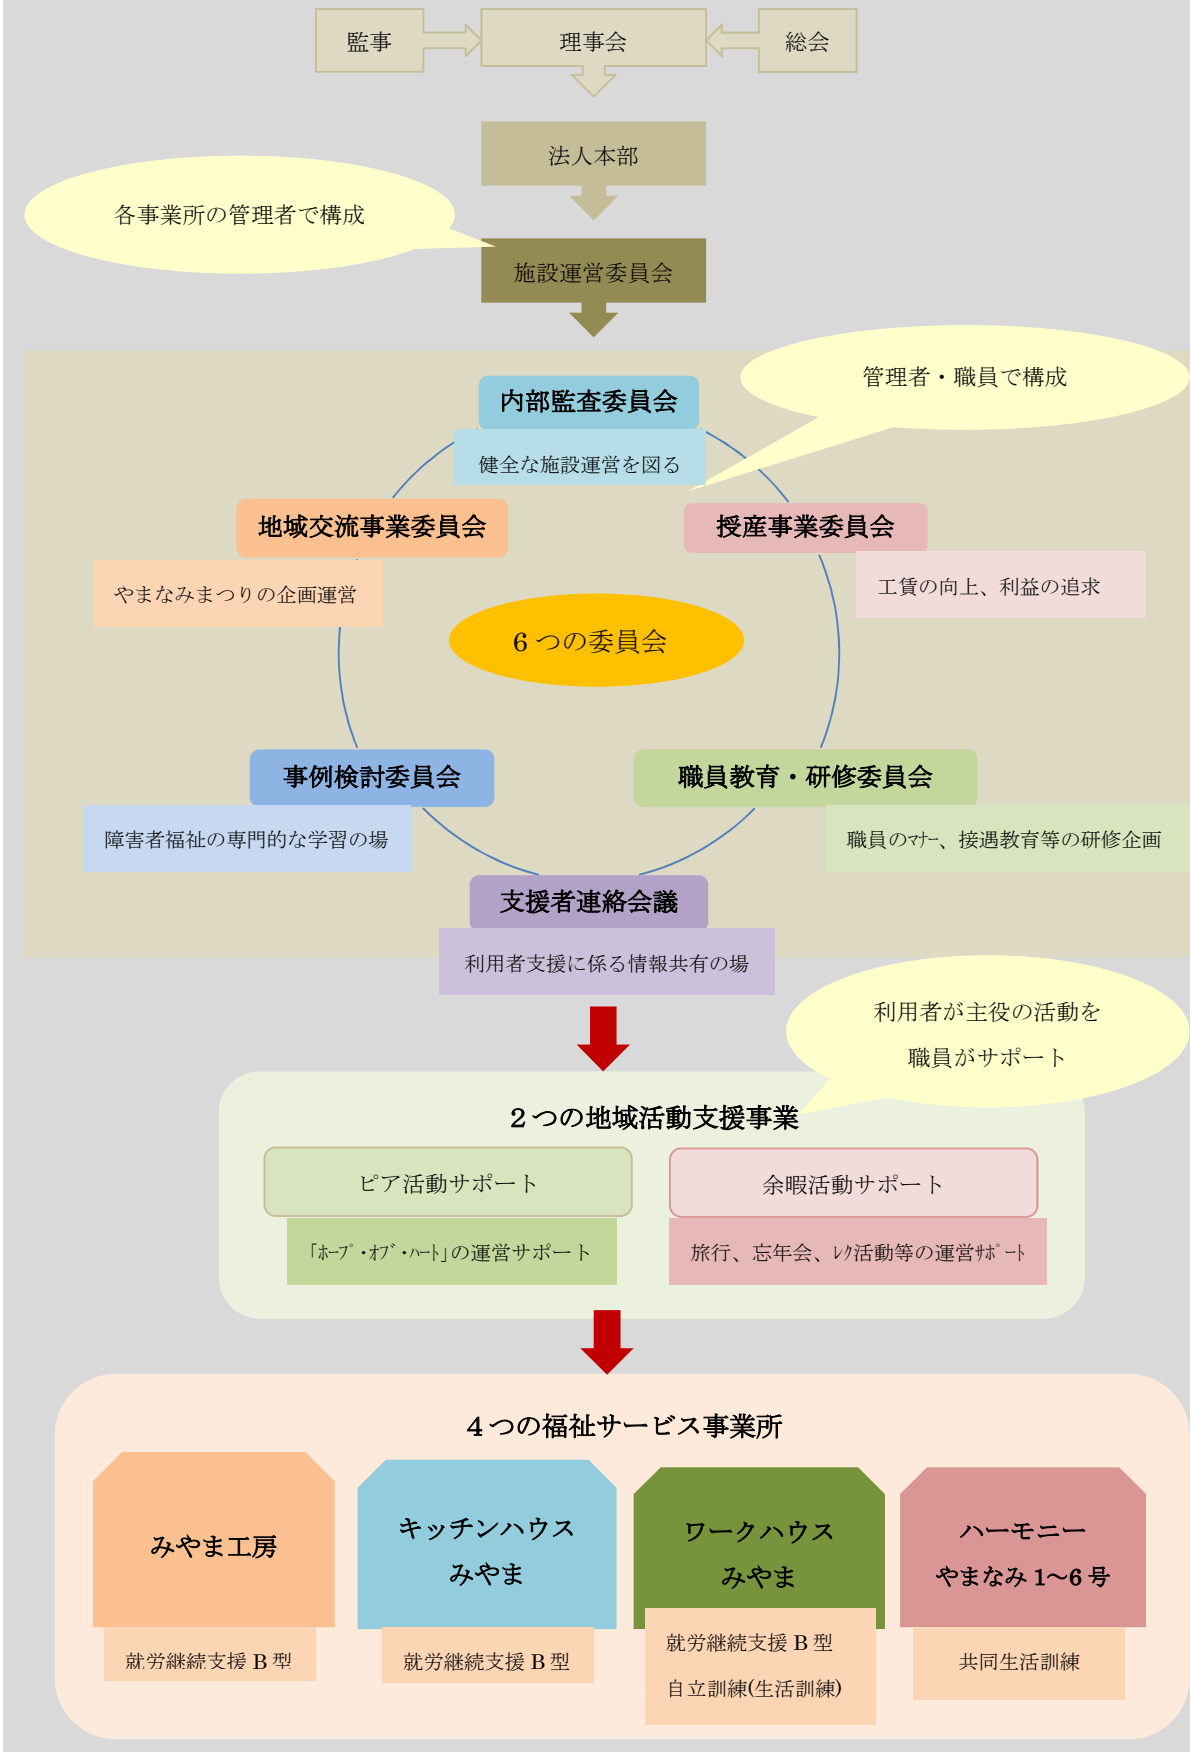 監事
理事会
総会
法人本部
各事業所の管理者で構成
施設運営委員会
管理者・職員で構成
内部監査委員会
健全な施設運営を図る
地域交流事業委員会
やまなみまつりの企画運営
授産事業委員会
工賃の向上、利益の追求
6 つの委員会
事例検討委員会
障害者福祉の専門的な学習の場
職員教育・研修委員会
職員のﾏﾅｰ、接遇教育等の研修企画
支援者連絡会議
利用者支援に係る情報共有の場
利用者が主役の活動を
職員がサポート
２つの地域活動支援事業
ピア活動サポート
「ﾎｰﾌﾟ・ｵﾌﾞ・ﾊｰﾄ」の運営サポート
余暇活動サポート
旅行、忘年会、ﾚｸ活動等の運営ｻﾎﾟｰﾄ
４つの福祉サービス事業所
みやま工房
就労継続支援 B 型
キッチンハウス
みやま
就労継続支援 B 型
ワークハウス
みやま
就労継続支援 B 型
自立訓練(生活訓練)
ハーモニー
やまなみ 1～6 号
共同生活訓練